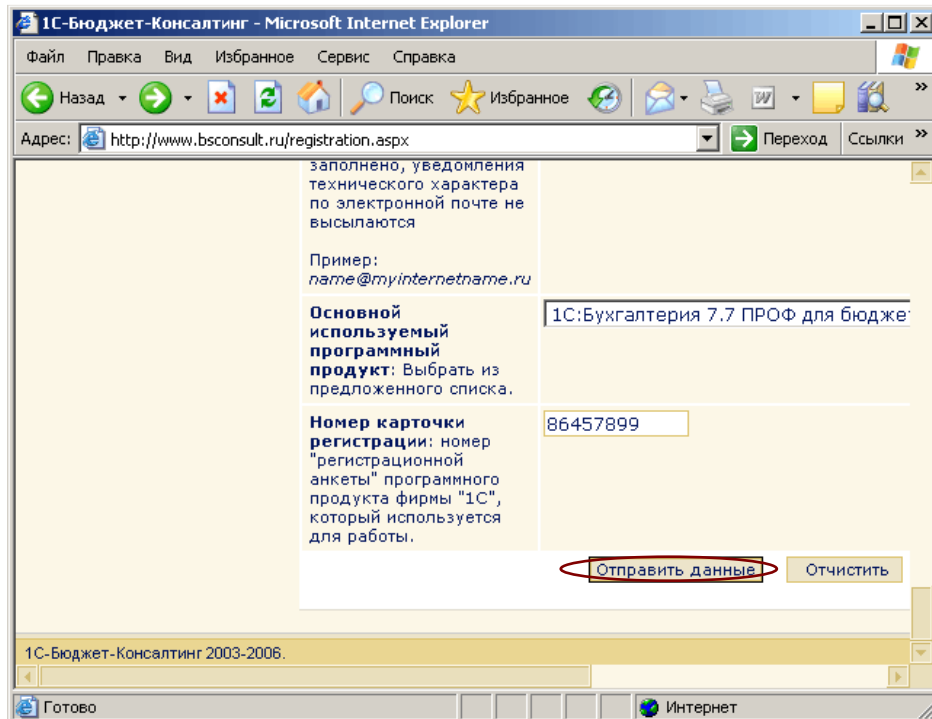 1С-Бюджет-Консалтинг - Microsoft Internet Explorer
Файл Правка Вид Избранное Сервис Справка
Назад Поиск Избранное W »
Адрес: http://www.bsconsult.ru/registration.aspx Переход Ссылки »
заполнено, уведомления
технического характера
по электронной почте не
высылаются
Пример:
name@myinternetname.ru
Основной
используемый
программный
продукт: Выбрать из
предложенного списка.
1С:Бухгалтерия 7.7 ПРОФ для бюдже
Номер карточки
регистрации: номер
"регистрационной
анкеты" программного
продукта фирмы "1С",
который используется
для работы.
86457899
Отправить данные Отчистить
1С-Бюджет-Консалтинг 2003-2006.
Готово Интернет